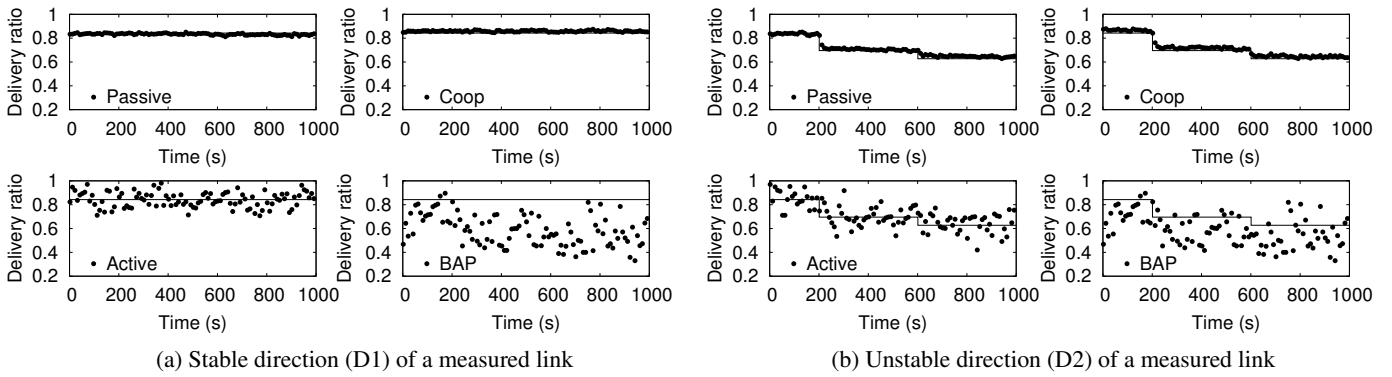 Delivery ratio
1
0.8
0.6
0.4
0.2
Passive
0 200 400 600 800 1000
Time (s)
Delivery ratio
1
0.8
0.6
0.4
0.2
Coop
0 200 400 600 800 1000
Time (s)
Delivery ratio
1
0.8
0.6
0.4
0.2
Active
0 200 400 600 800 1000
Time (s)
Delivery ratio
1
0.8
0.6
0.4
0.2
BAP
0 200 400 600 800 1000
Time (s)
(a) Stable direction (D1) of a measured link
Delivery ratio
1
0.8
0.6
0.4
0.2
Passive
0 200 400 600 800 1000
Time (s)
Delivery ratio
1
0.8
0.6
0.4
0.2
Coop
0 200 400 600 800 1000
Time (s)
Delivery ratio
1
0.8
0.6
0.4
0.2
Active
0 200 400 600 800 1000
Time (s)
Delivery ratio
1
0.8
0.6
0.4
0.2
BAP
0 200 400 600 800 1000
Time (s)
(b) Unstable direction (D2) of a measured link